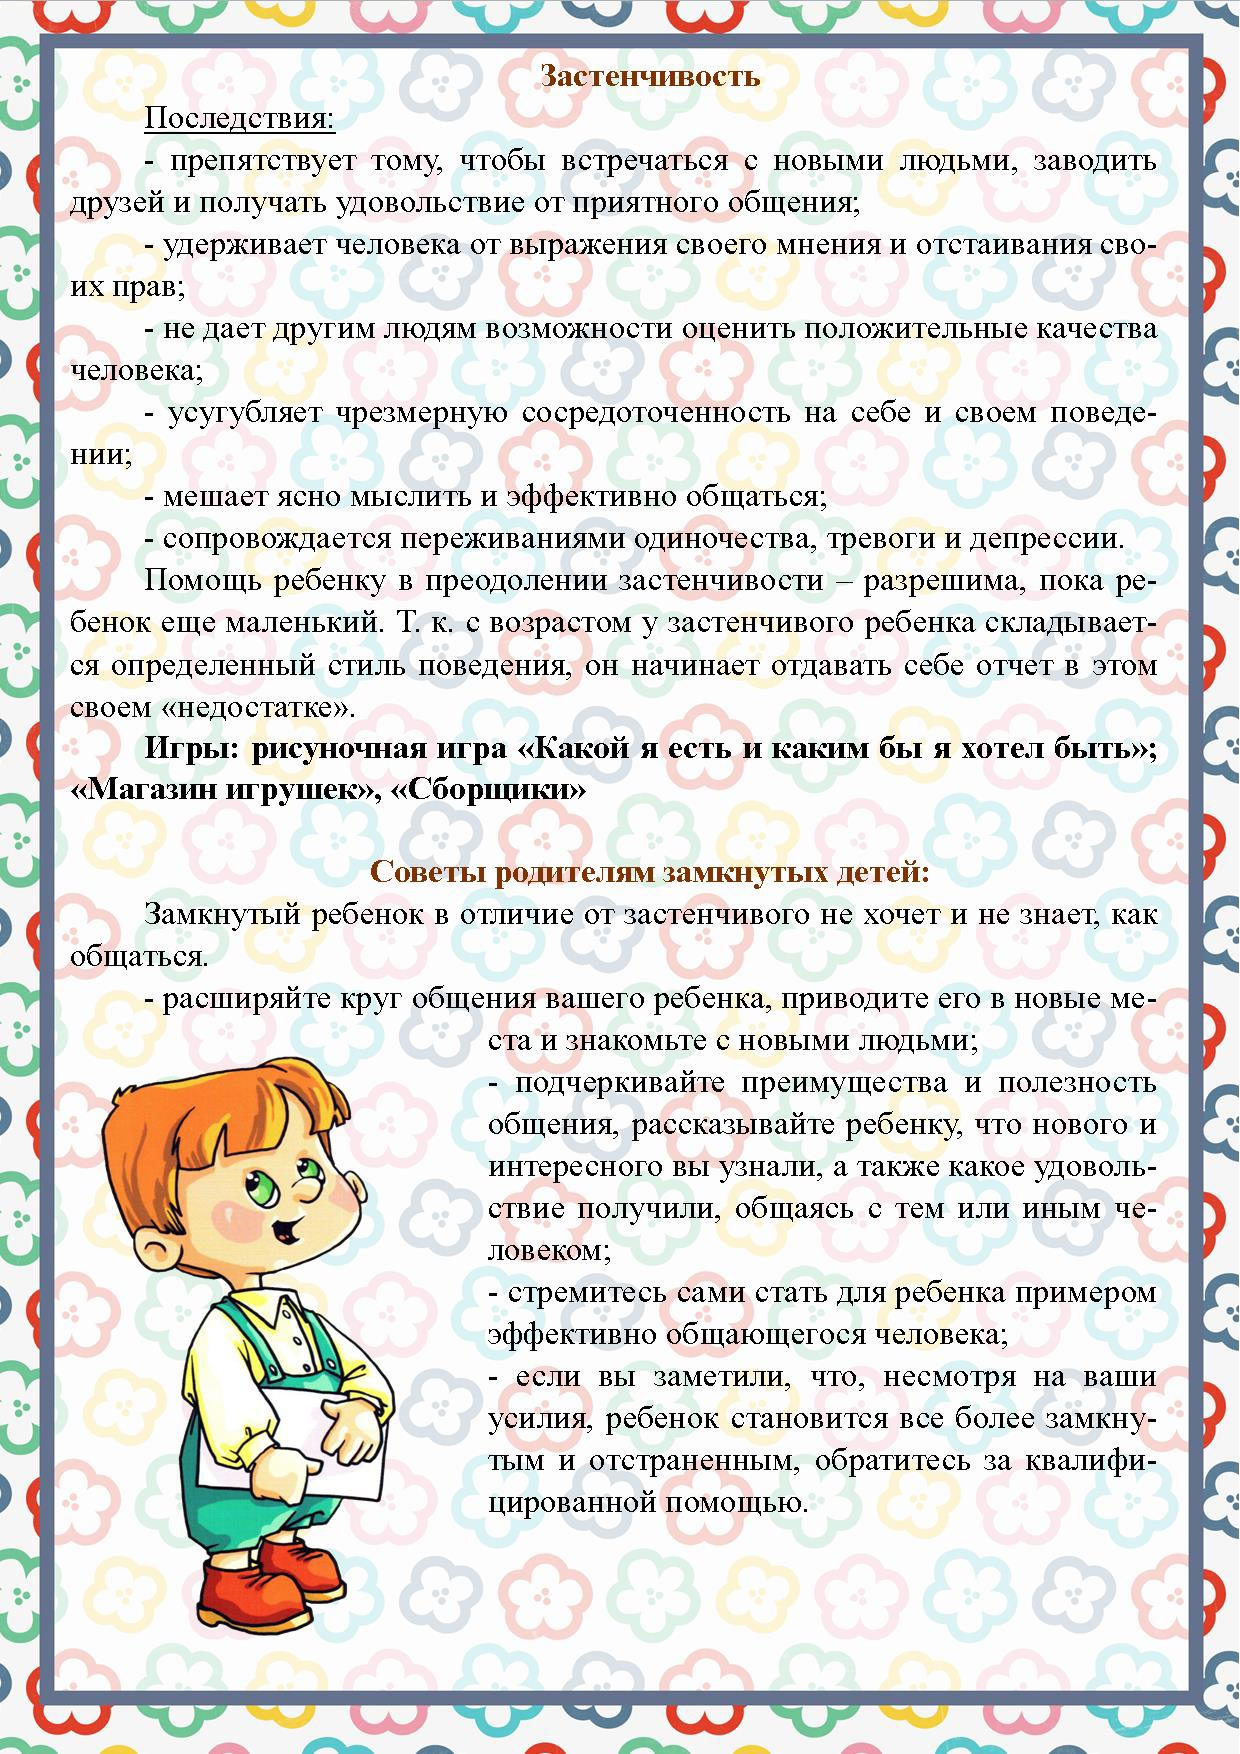 Застенчивость
Последствия:
- препятствует тому, чтобы встречаться с новыми людьми, заводить
друзей и получать удовольствие от приятного общения;
- удерживает человека от выражения своего мнения и отстаивания сво-
их прав;
- не дает другим людям возможности оценить положительные качества
человека;
- усугубляет чрезмерную сосредоточенность на себе и своем поведе-
нии;
- мешает ясно мыслить и эффективно общаться;
- сопровождается переживаниями одиночества, тревоги и депрессии.
Помощь ребенку в преодолении застенчивости – разрешима, пока ре-
бенок еще маленький. Т. к. с возрастом у застенчивого ребенка складывает-
ся определенный стиль поведения, он начинает отдавать себе отчет в этом
своем «недостатке».
Игры: рисуночная игра «Какой я есть и каким бы я хотел быть»;
«Магазин игрушек», «Сборщики»
Советы родителям замкнутых детей:
Замкнутый ребенок в отличие от застенчивого не хочет и не знает, как
общаться.
- расширяйте круг общения вашего ребенка, приводите его в новые ме-
ста и знакомьте с новыми людьми;
- подчеркивайте преимущества и полезность
общения, рассказывайте ребенку, что нового и
интересного вы узнали, а также какое удоволь-
ствие получили, общаясь с тем или иным че-
ловеком;
- стремитесь сами стать для ребенка примером
эффективно общающегося человека;
- если вы заметили, что, несмотря на ваши
усилия, ребенок становится все более замкну-
тым и отстраненным, обратитесь за квалифи-
цированной помощью.